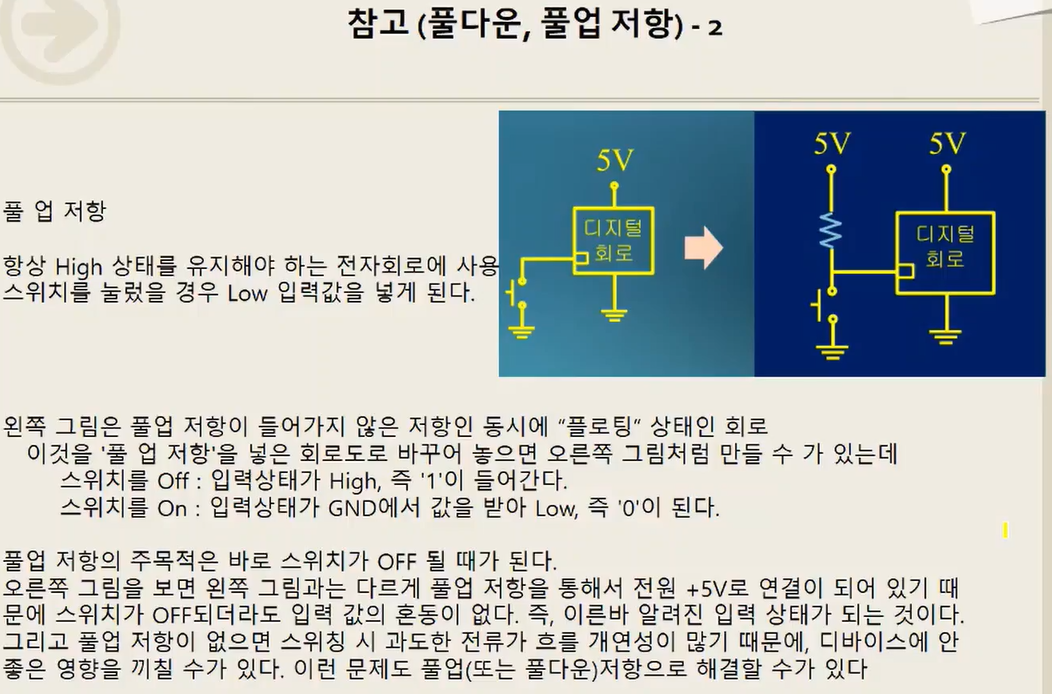 참고 (풀다운, 풀업 저항) - 2
풀 업 저항
항상 High 상태를 유지해야 하는 전자회로에 사용
스위치를 눌렀을 경우 Low 입력값을 넣게 된다.
5V
디지털
회로
5V
5V
디지털
회로
왼쪽 그림은 풀업 저항이 들어가지 않은 저항인 동시에 “플로팅” 상태인 회로
이것을 '풀 업 저항'을 넣은 회로도로 바꾸어 놓으면 오른쪽 그림처럼 만들 수 가 있는데
스위치를 Off : 입력상태가 High, 즉 '1'이 들어간다.
스위치를 On : 입력상태가 GND에서 값을 받아 Low, 즉 '0'이 된다.
풀업 저항의 주목적은 바로 스위치가 OFF 될 때가 된다.
오른쪽 그림을 보면 왼쪽 그림과는 다르게 풀업 저항을 통해서 전원 +5V로 연결이 되어 있기 때
문에 스위치가 OFF되더라도 입력 값의 혼동이 없다. 즉, 이른바 알려진 입력 상태가 되는 것이다.
그리고 풀업 저항이 없으면 스위칭 시 과도한 전류가 흐를 개연성이 많기 때문에, 디바이스에 안
좋은 영향을 끼칠 수가 있다. 이런 문제도 풀업(또는 풀다운)저항으로 해결할 수가 있다